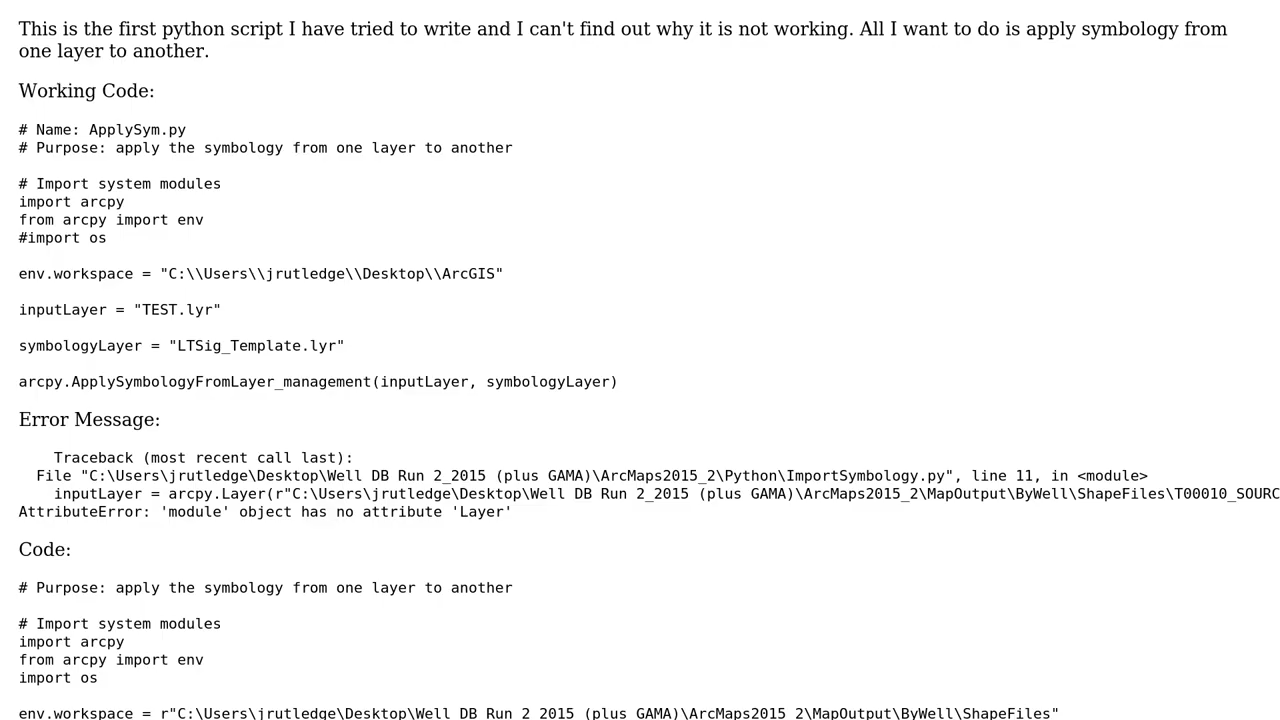 This is the first python script I have tried to write and I can't find out why it is not working. All I want to do is apply symbology from
one layer to another.
Working Code:
# Name: ApplySym.py
# Purpose: apply the symbology from one layer to another
# Import system modules
import arcpy
from arcpy import env
#import os
env.workspace = "C:\\Users\\jrutledge\\Desktop\\ArcGIS"
inputLayer = "TEST.lyr"
symbologyLayer = "LTSig_Template.lyr"
arcpy.ApplySymbologyFromLayer_management(inputLayer, symbologyLayer)
Error Message:
    Traceback (most recent call last):
  File "C:\Users\jrutledge\Desktop\Well DB Run 2_2015 (plus GAMA)\ArcMaps2015_2\Python\ImportSymbology.py", line 11, in <module>
    inputLayer = arcpy.Layer(r"C:\Users\jrutledge\Desktop\Well DB Run 2_2015 (plus GAMA)\ArcMaps2015_2\MapOutput\ByWell\ShapeFiles\T00010_SOURC
AttributeError: 'module' object has no attribute 'Layer'
Code:
# Purpose: apply the symbology from one layer to another
# Import system modules
import arcpy
from arcpy import env
import os
env.workspace = r"C:\Users\jrutledge\Desktop\Well DB Run 2_2015 (plus GAMA)\ArcMaps2015_2\MapOutput\ByWell\ShapeFiles"